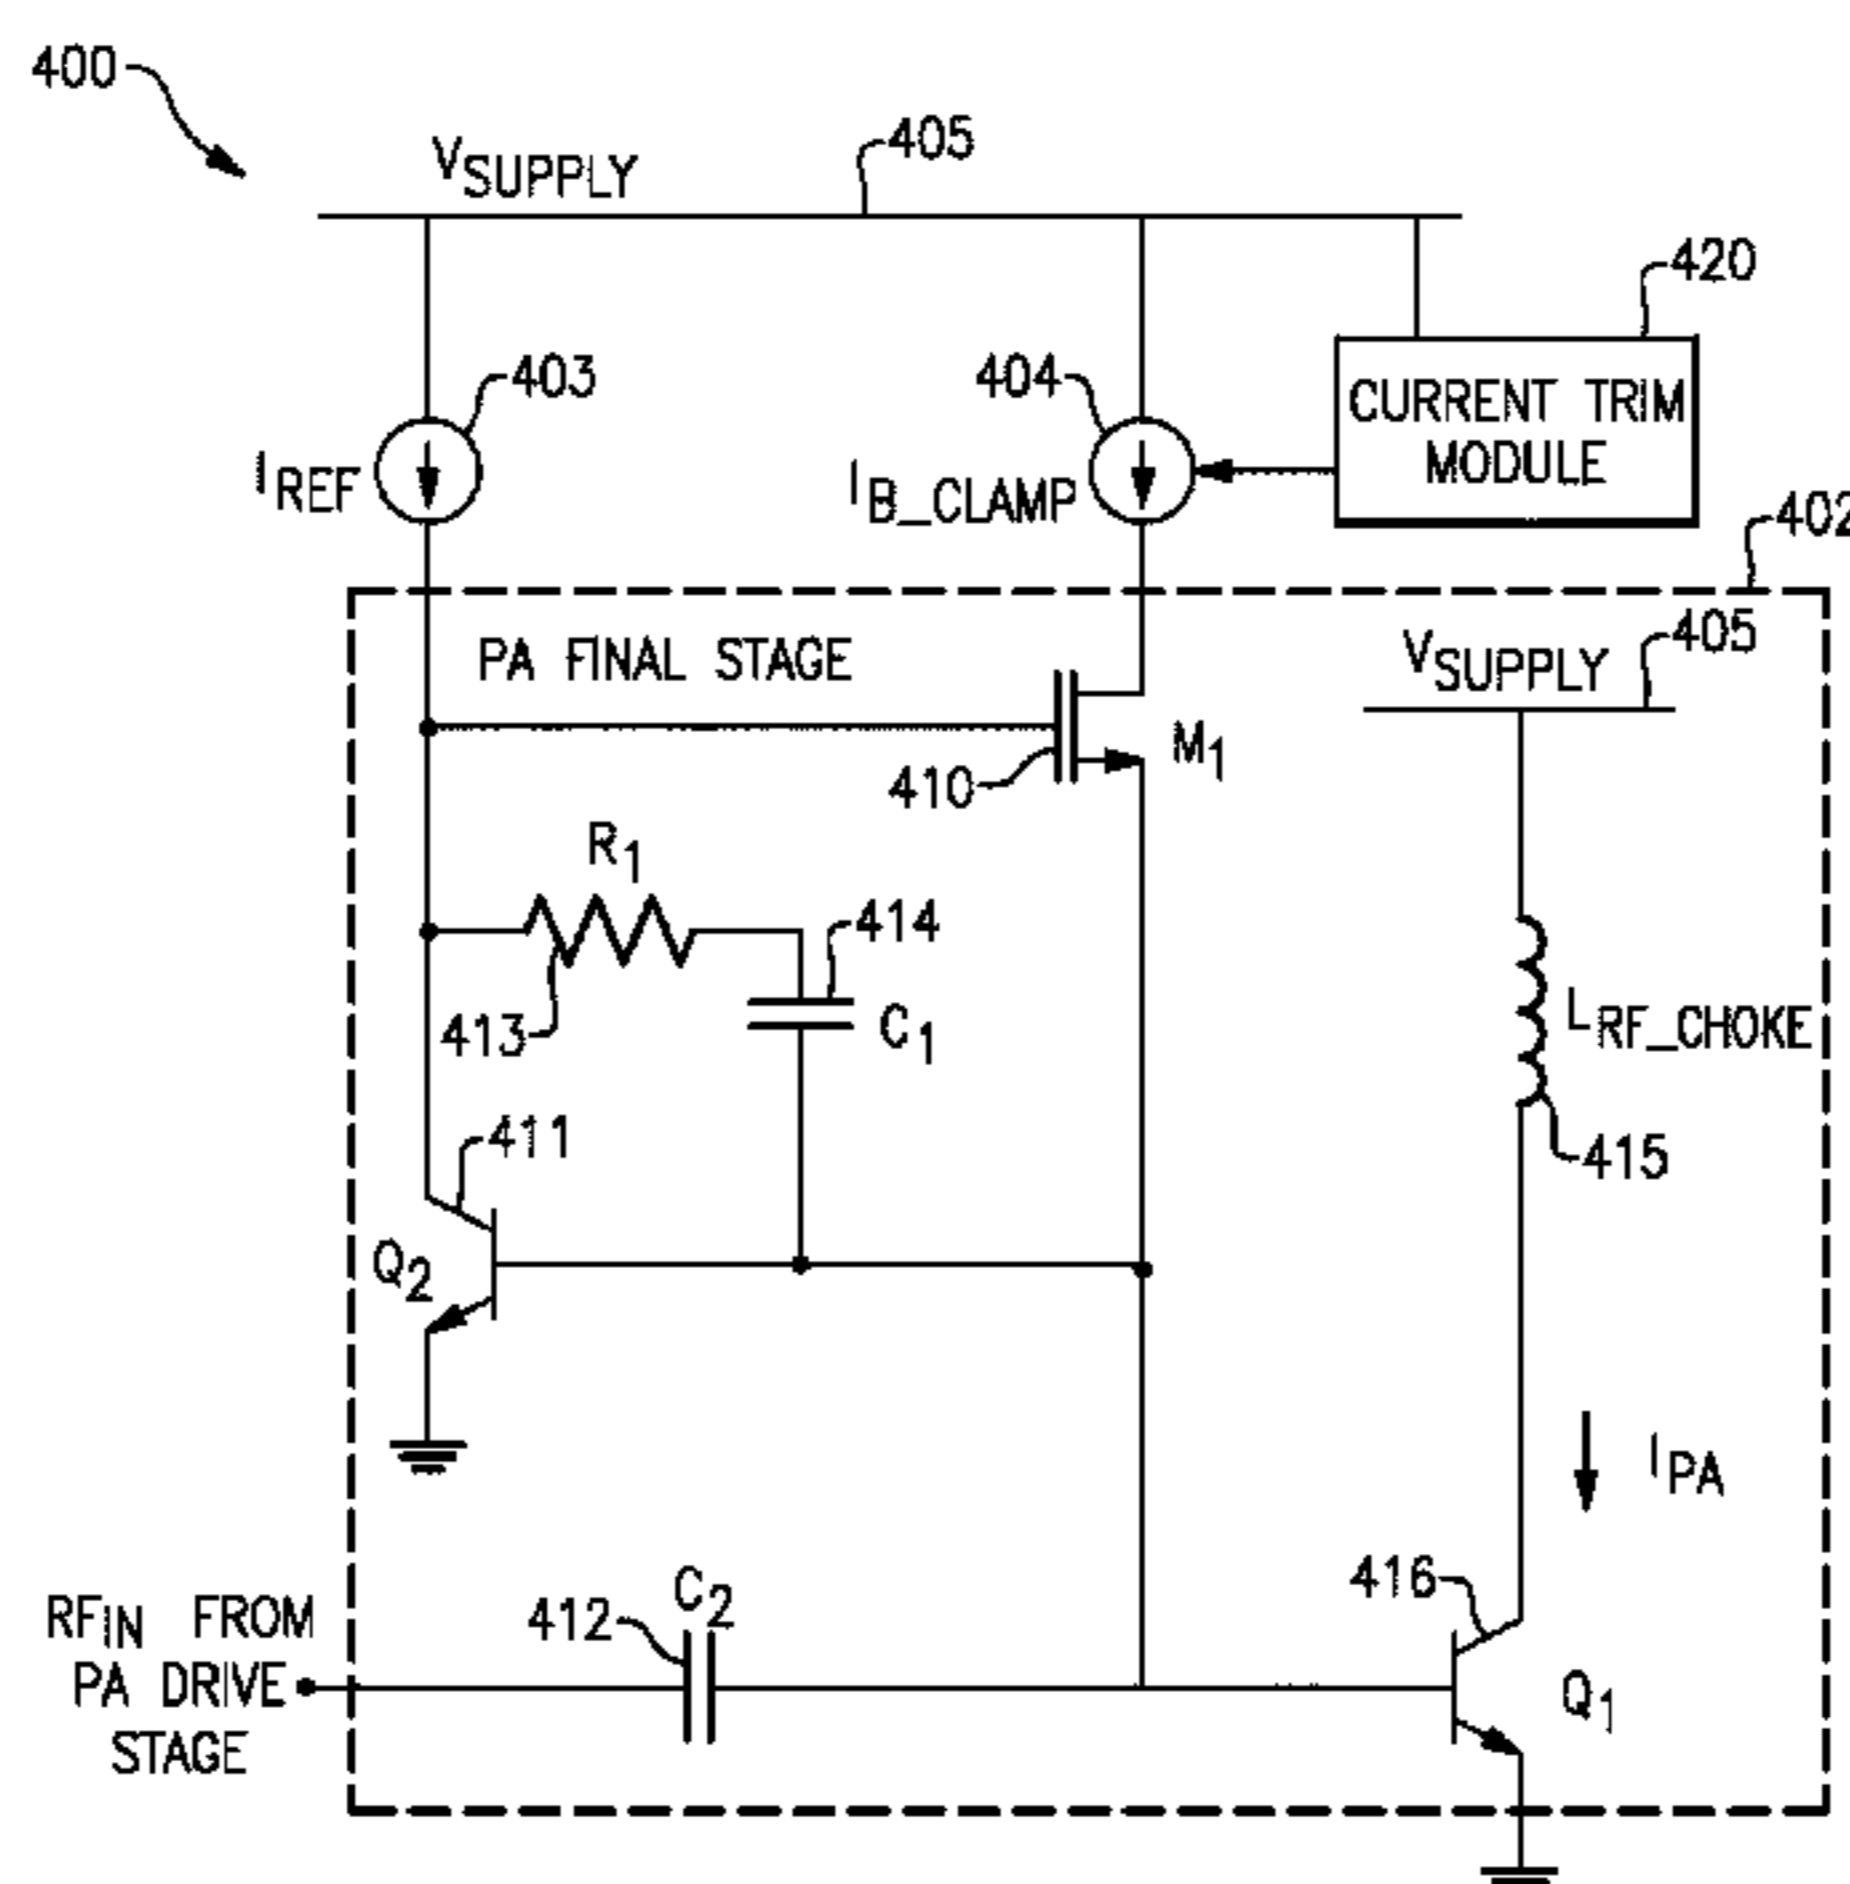 400
VSUPPLY
405
420
403
404
CURRENT TRIM
MODULE
IREF
IB_CLAMP
402
PA FINAL STAGE
VSUPPLY
405
M1
410
R1
414
C1
413
LRF_CHOKE
411
415
Q2
IPA
416
C2
412
RFIN FROM
PA DRIVE
STAGE
Q1